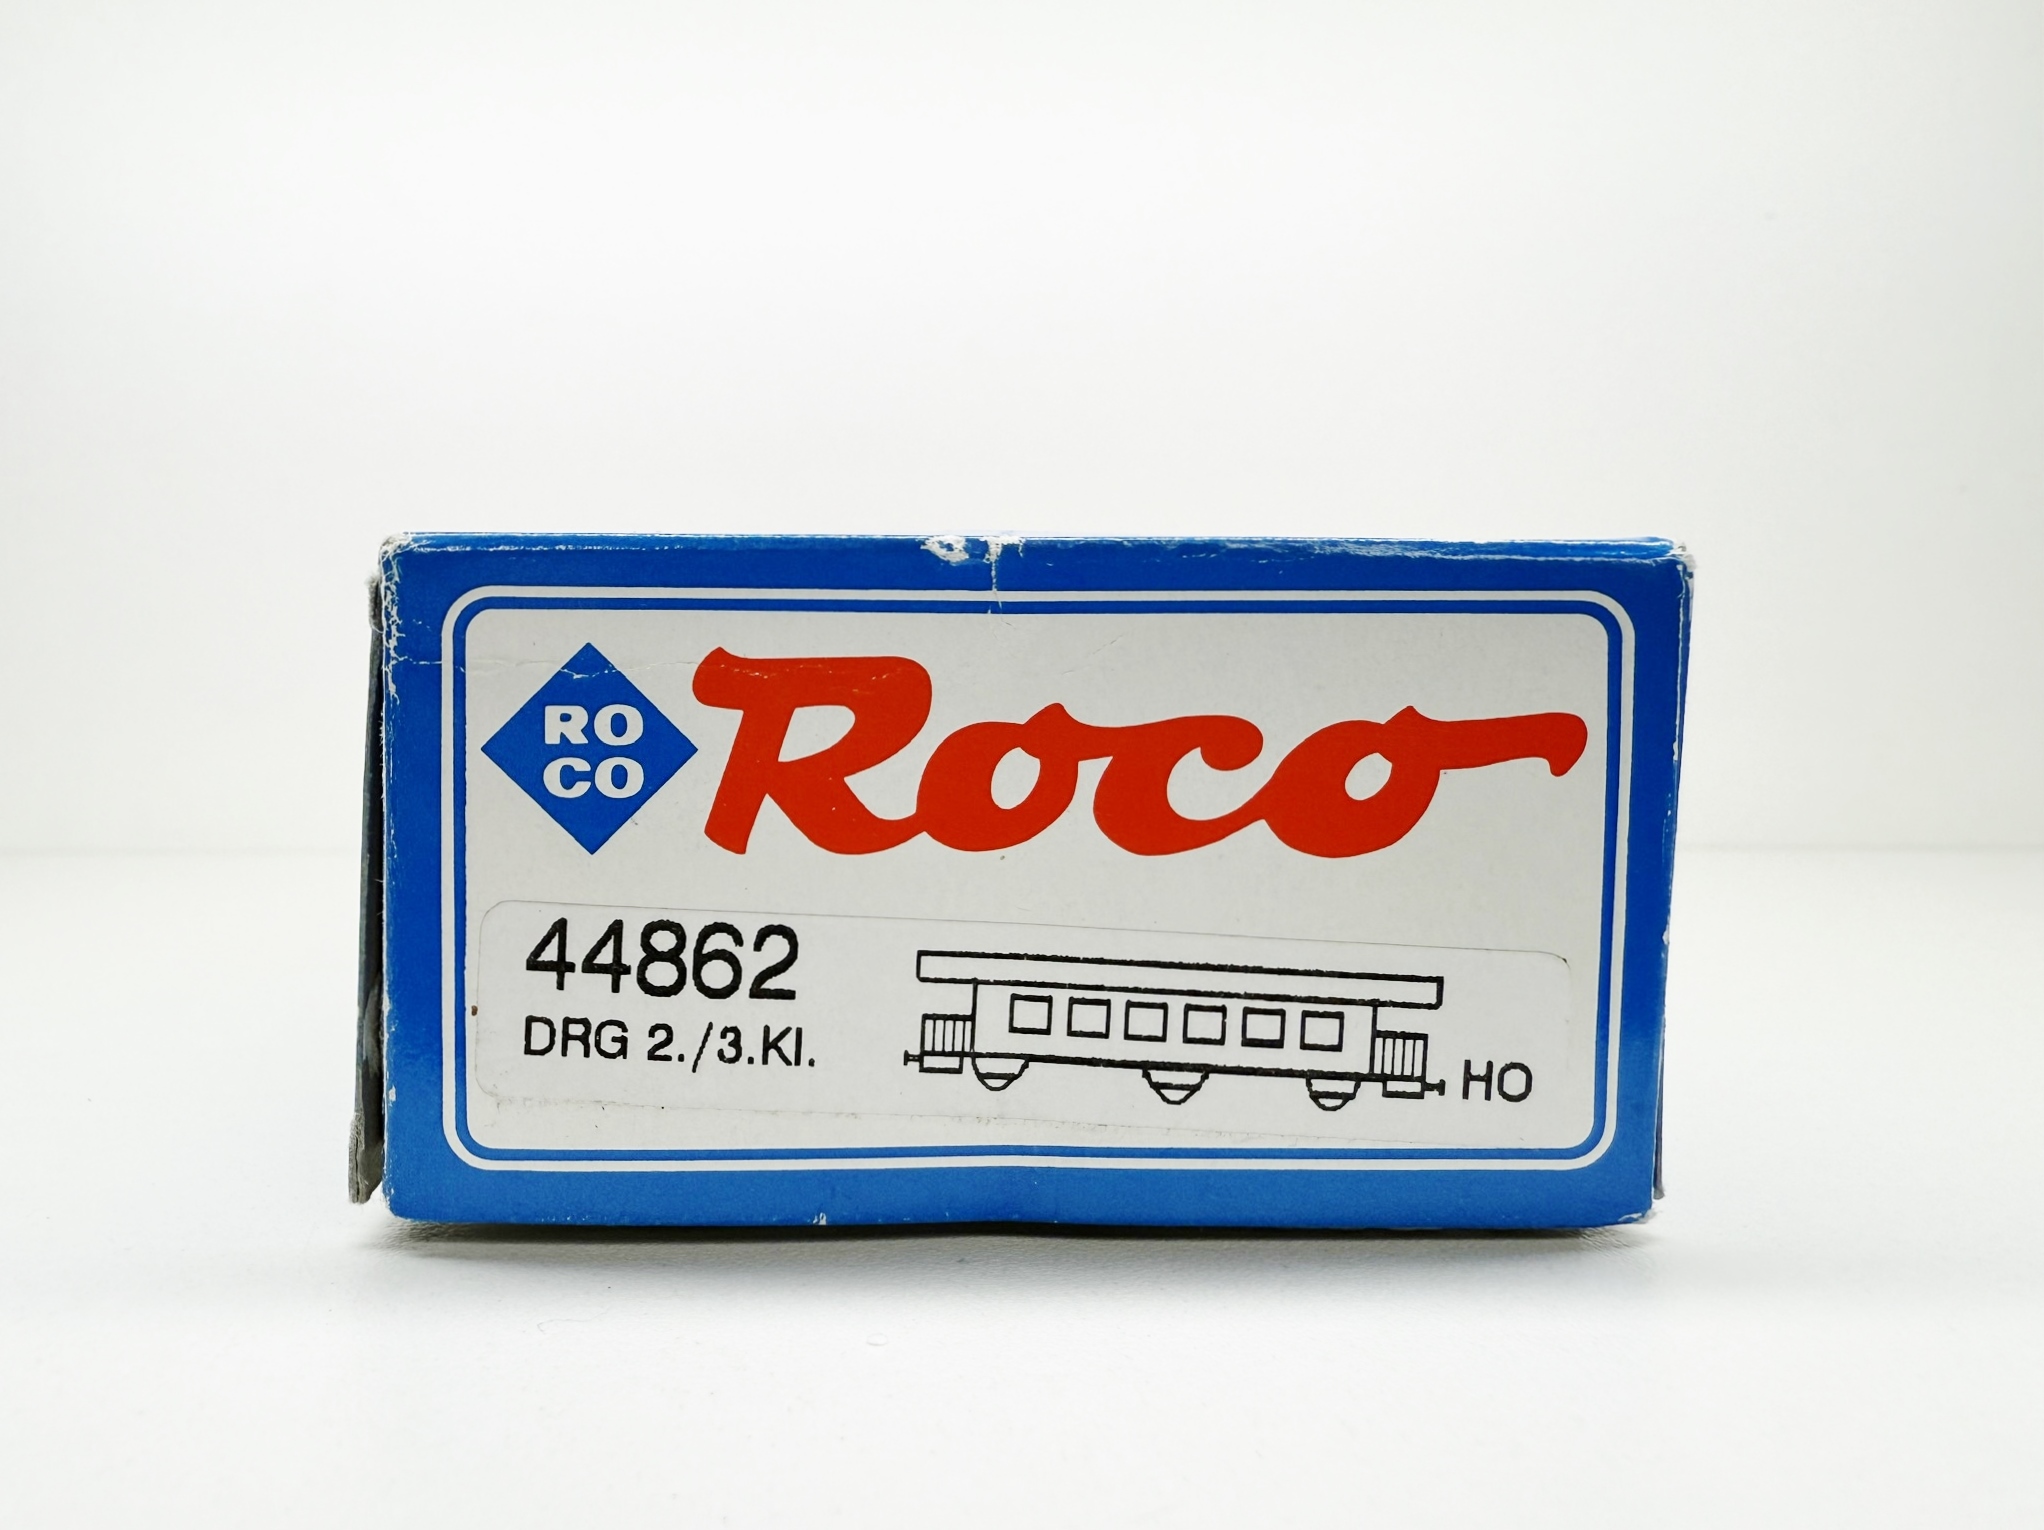 RO
CO
Roco
44862
DRG 2./3.Kl.
HO